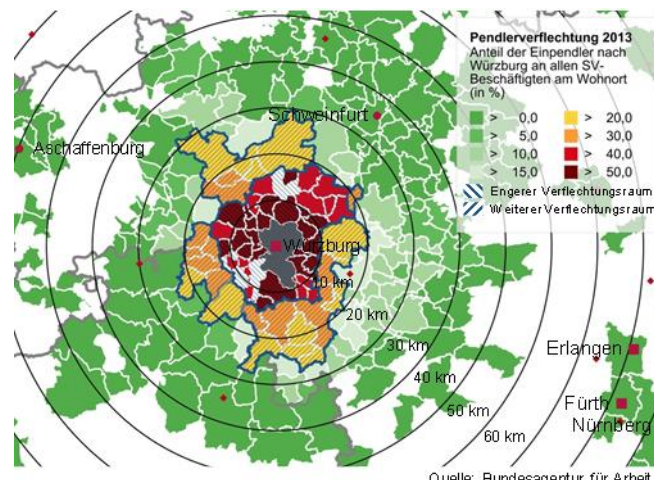 Pendlerverflechtung 2013
Anteil der Einpendler nach
Würzburg an allen SV-
Beschäftigten am Wohnort
(in %)
> 0,0
> 5,0
> 10,0
> 15,0
> 20,0
> 30,0
> 40,0
> 50,0
Engerer Verflechtungsraum
Weiterer Verflechtungsraum
Schweinfurt
Aschaffenburg
Würzburg
10 km
20 km
30 km
40 km
50 km
60 km
Erlangen
Fürth
Nürnberg
Quelle: Bundesagentur für Arbeit